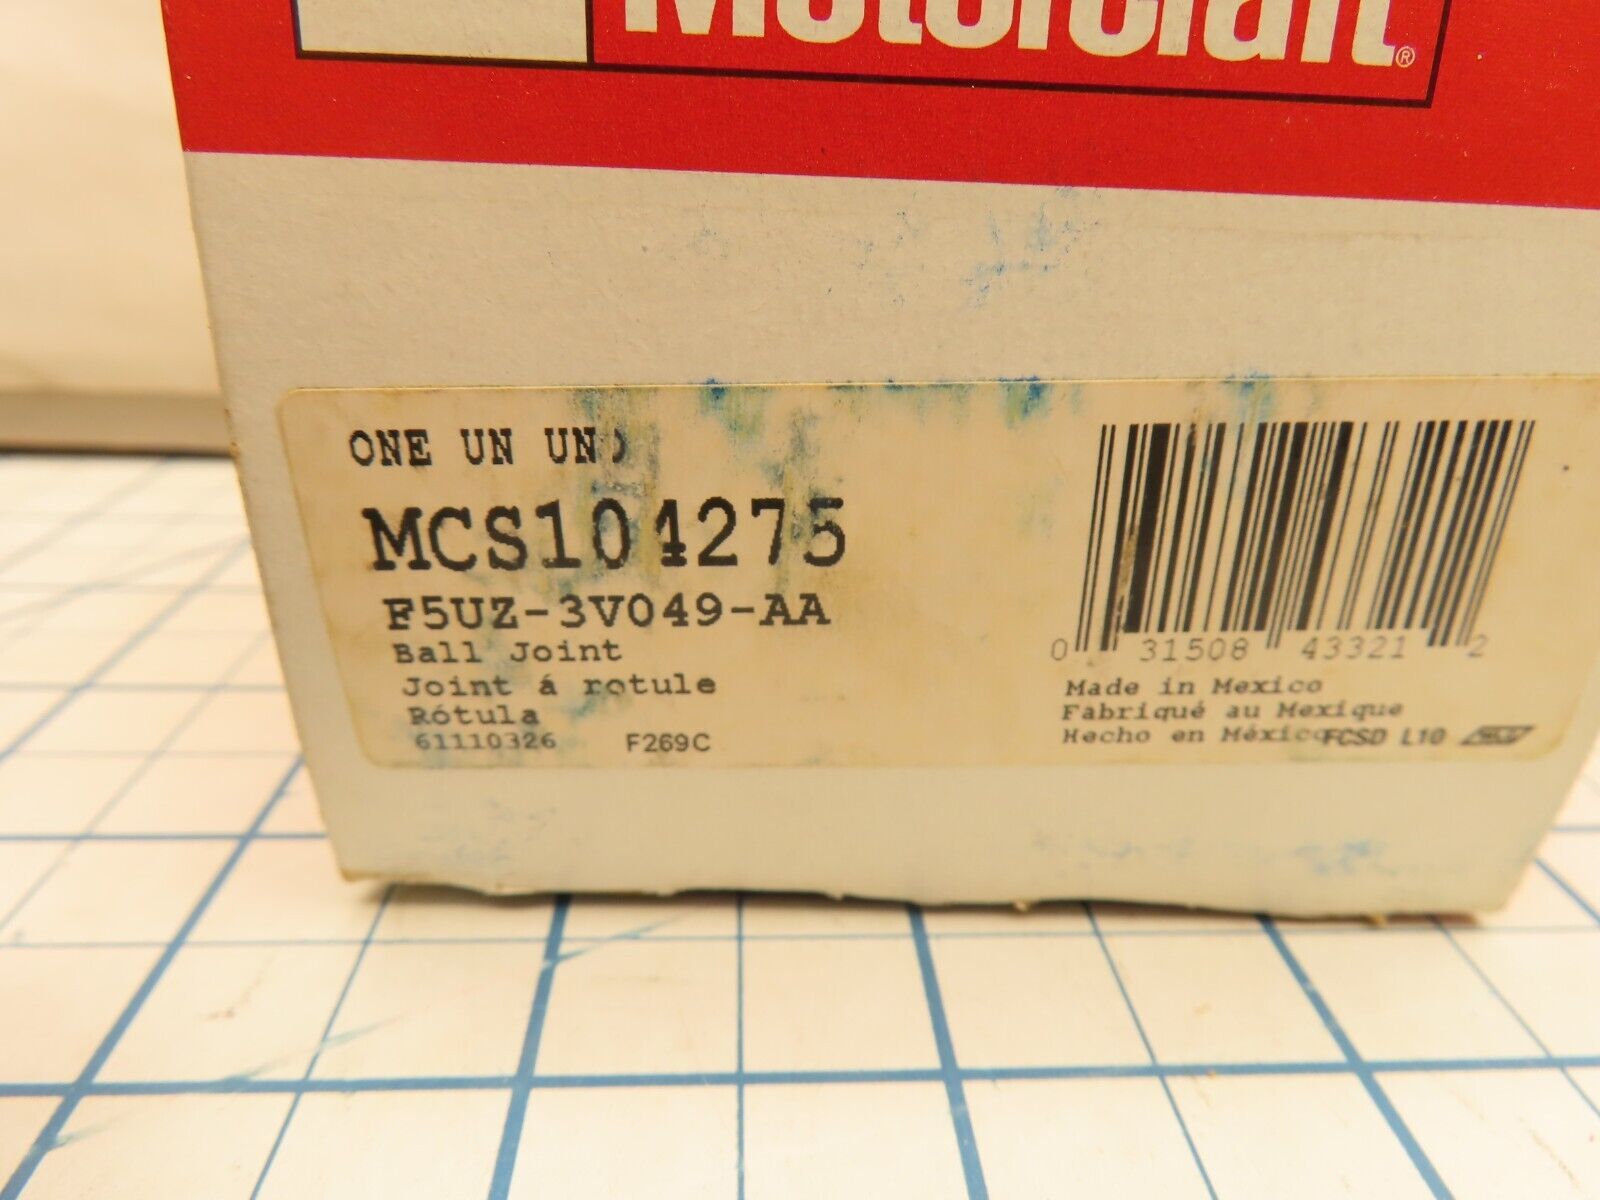 Motorcraft®
ONE UN UNO
MCS104275
F5UZ-3V049-AA
Ball Joint
Joint á rotule
Rótula
61110326 F269C
0 31508 43321 2
Made in Mexico
Fabriqué au Mexique
Hecho en México FCSD L10